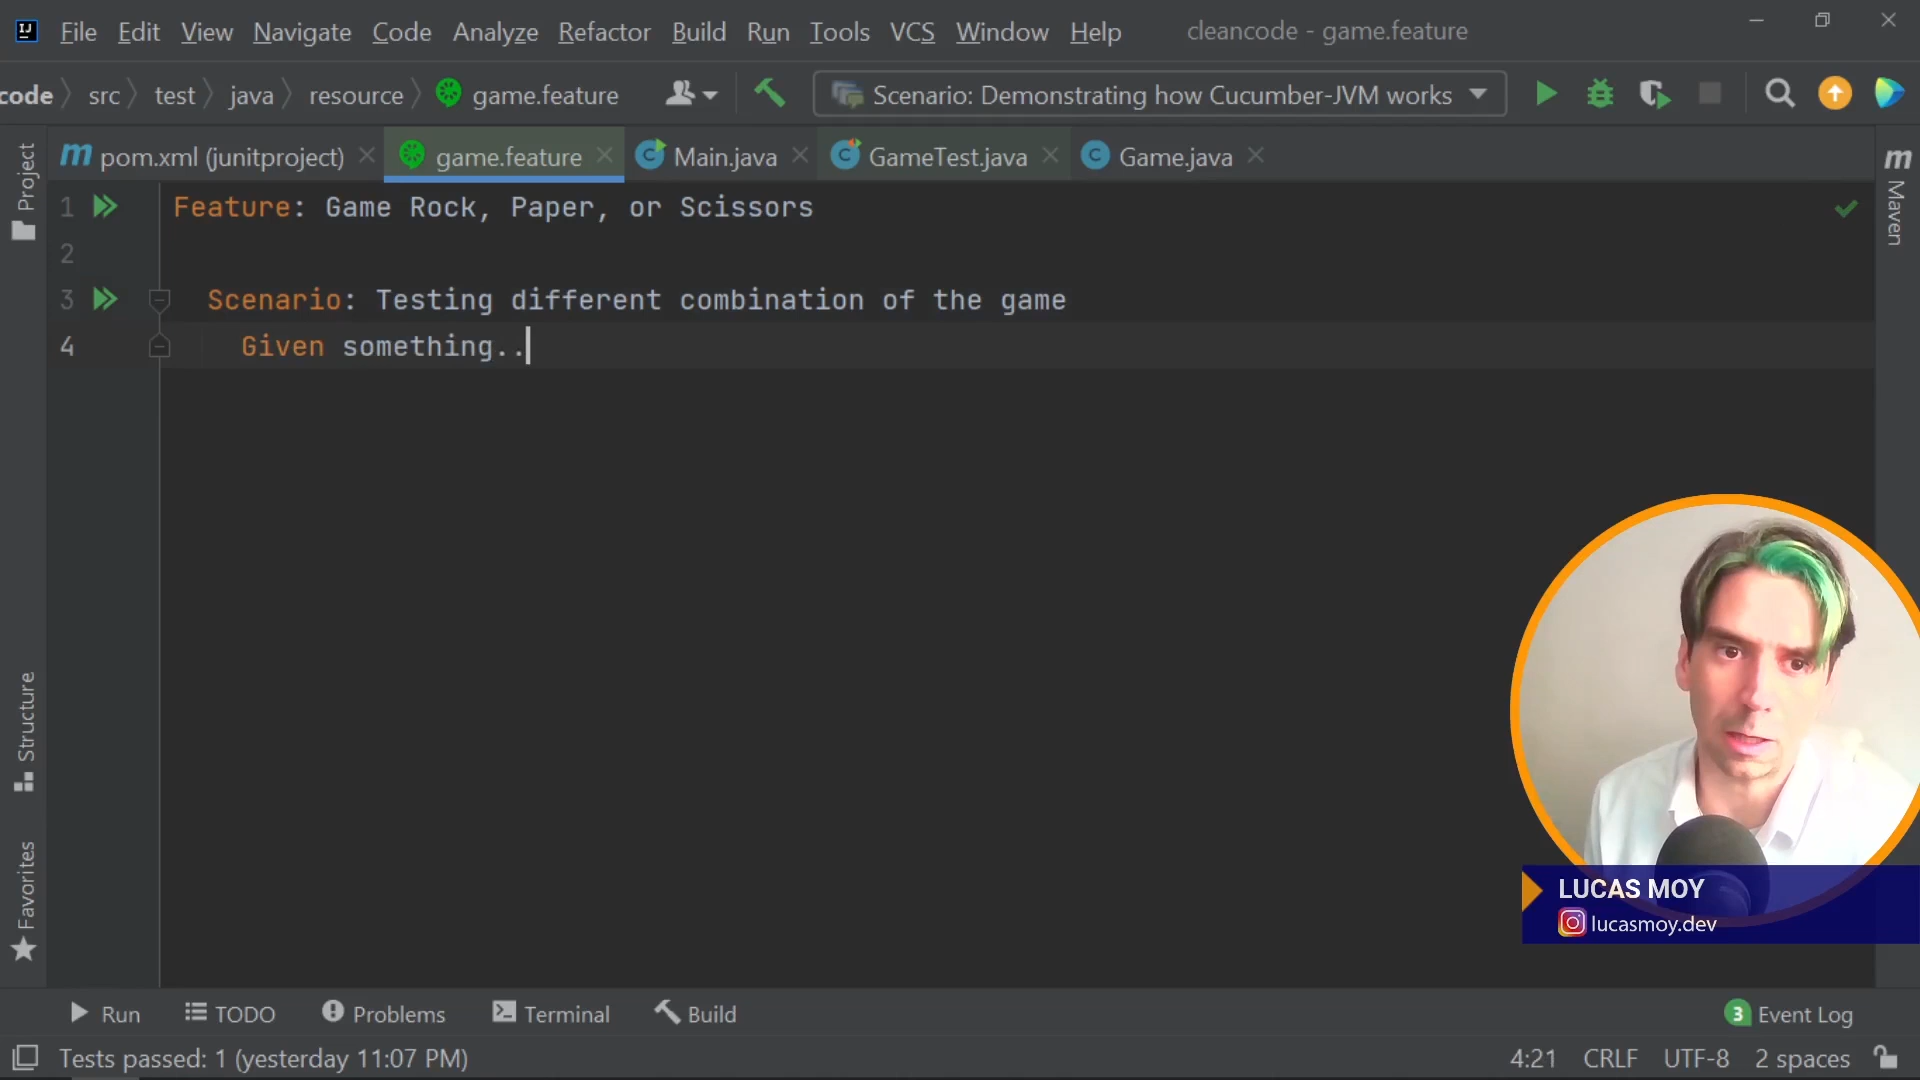 File Edit View Navigate Code Analyze Refactor Build Run Tools VCS Window Help cleancode - game.feature
code src test java resource game.feature Scenario: Demonstrating how Cucumber-JVM works
m pom.xml (junitproject) game.feature Main.java GameTest.java Game.java
Project
m Maven
1 Feature: Game Rock, Paper, or Scissors
2
3 Scenario: Testing different combination of the game
4 Given something..
Structure
Favorites
LUCAS MOY
lucasmoy.dev
Run TODO Problems Terminal Build 3 Event Log
Tests passed: 1 (yesterday 11:07 PM) 4:21 CRLF UTF-8 2 spaces